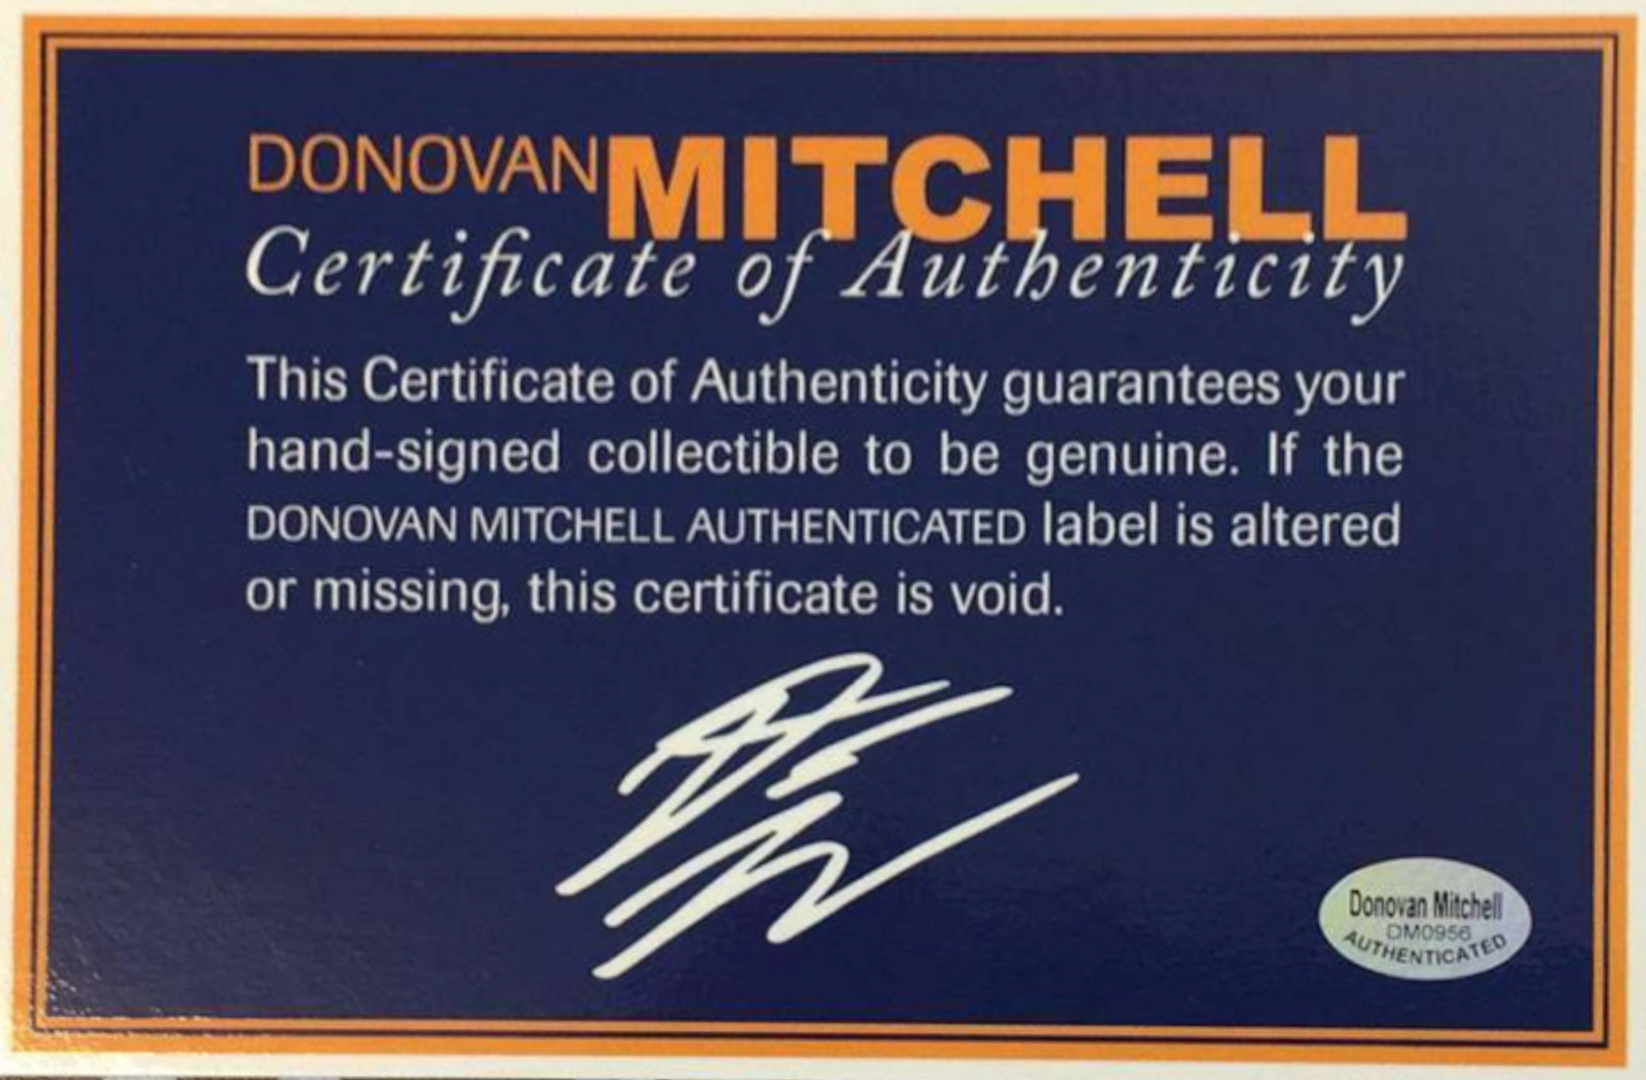 DONOVAN MITCHELL
Certificate of Authenticity
This Certificate of Authenticity guarantees your
hand-signed collectible to be genuine. If the
DONOVAN MITCHELL AUTHENTICATED label is altered
or missing, this certificate is void.
Donovan Mitchell
DM0956
AUTHENTICATED